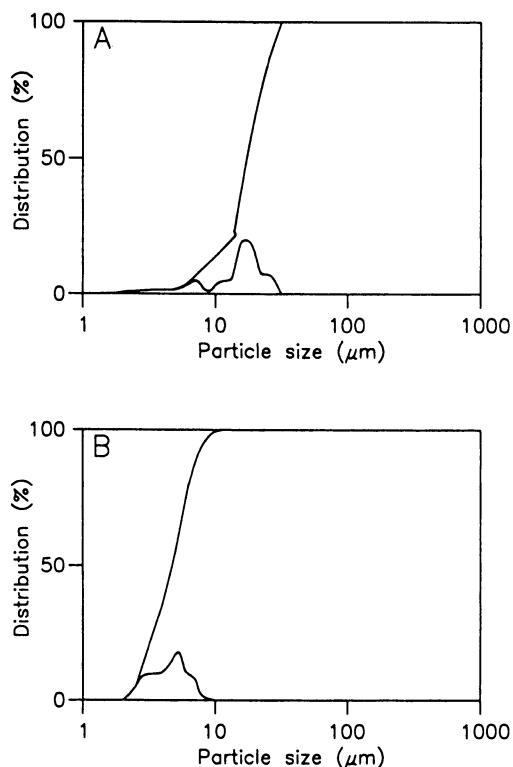 A
Distribution (%)
100
50
0
1 10 100 1000
Particle size (μm)
B
Distribution (%)
100
50
0
1 10 100 1000
Particle size (μm)